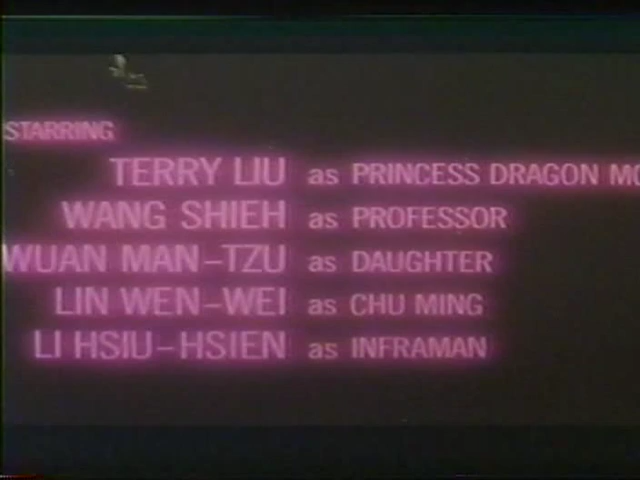 STARRING
TERRY LIU as PRINCESS DRAGON MO
WANG SHIEH as PROFESSOR
WUAN MAN-TZU as DAUGHTER
LIN WEN-WEI as CHU MING
LI HSIU-HSIEN as INFRAMAN